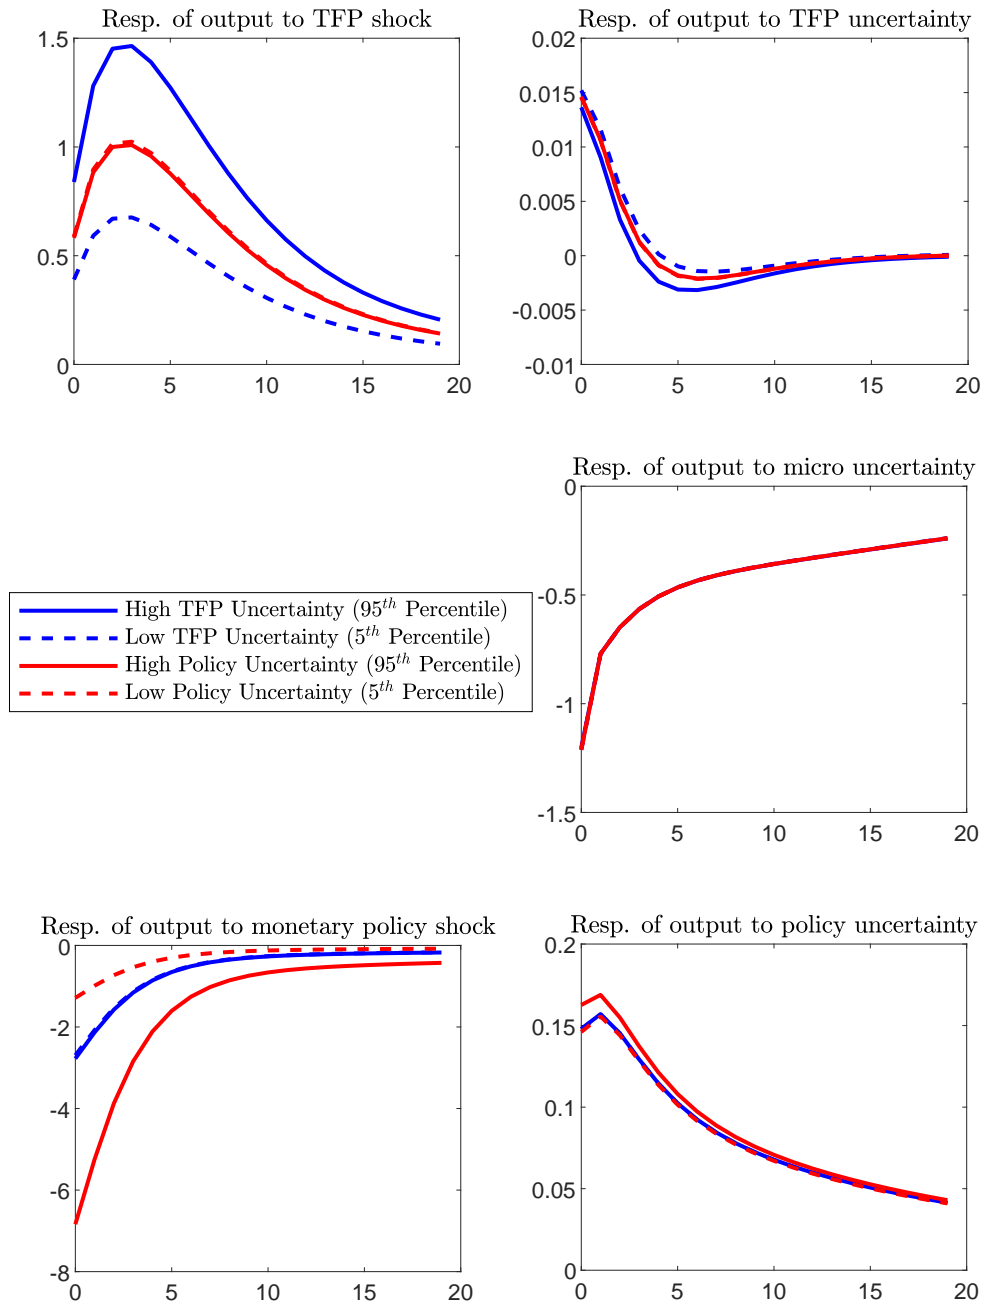 Resp. of output to TFP shock
1.5
1
0.5
0
0 5 10 15 20
Resp. of output to TFP uncertainty
0.02
0.015
0.01
0.005
0
-0.005
-0.01
0 5 10 15 20
Resp. of output to micro uncertainty
0
-0.5
-1
-1.5
0 5 10 15 20
High TFP Uncertainty (95th Percentile)
Low TFP Uncertainty (5th Percentile)
High Policy Uncertainty (95th Percentile)
Low Policy Uncertainty (5th Percentile)
Resp. of output to monetary policy shock
0
-2
-4
-6
-8
0 5 10 15 20
Resp. of output to policy uncertainty
0.2
0.15
0.1
0.05
0
0 5 10 15 20